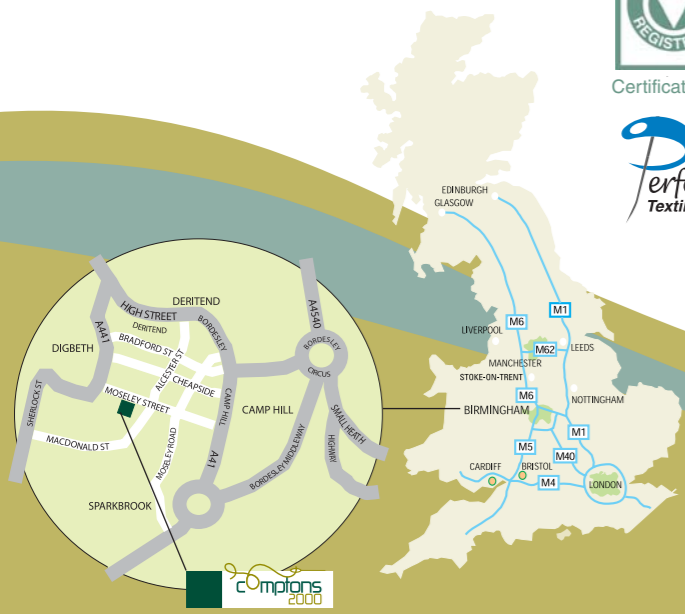 REGIST
Certificat
Perfe
Textil
EDINBURGH
GLASGOW
M1
M6
LIVERPOOL
M62
LEEDS
MANCHESTER
STOKE-ON-TRENT
M6
NOTTINGHAM
BIRMINGHAM
M1
M5
M40
CARDIFF
BRISTOL
M4
LONDON
DERITEND
HIGH STREET
DERITEND
BORDESLEY
A4540
A441
BRADFORD ST
BORDESLEY
CIRCUS
DIGBETH
ALCESTER ST
CHEAPSIDE
SHERLOCK ST
MOSELEY STREET
CAMP HILL
CAMP HILL
SMALL HEATH
HIGHWAY
MACDONALD ST
MOSELEY ROAD
A41
BORDESLEY MIDDLEWAY
SPARKBROOK
comptons
2000